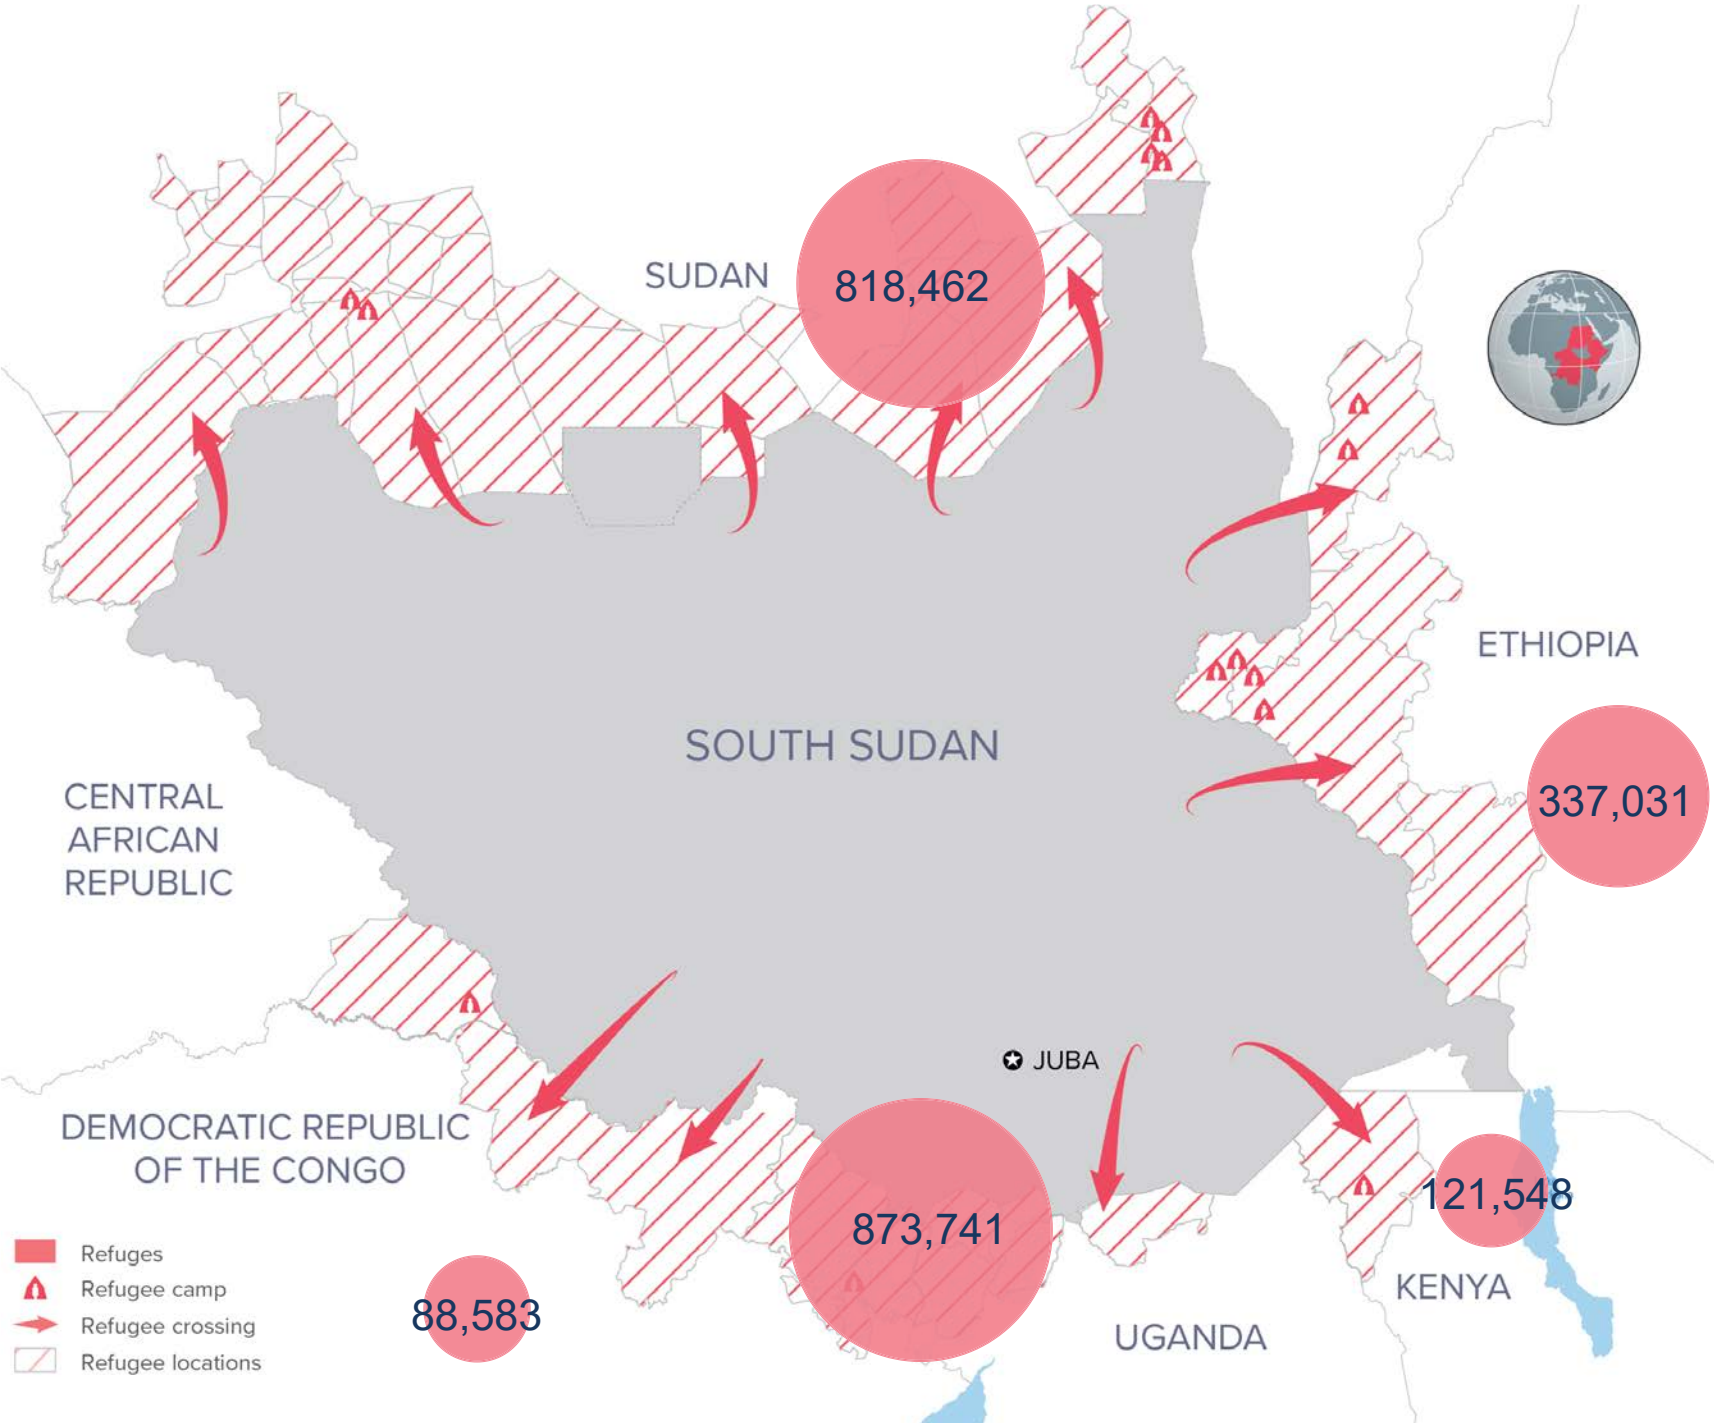 SUDAN
818,462
ETHIOPIA
SOUTH SUDAN
337,031
CENTRAL
AFRICAN
REPUBLIC
JUBA
DEMOCRATIC REPUBLIC
OF THE CONGO
121,548
873,741
88,583
KENYA
UGANDA
Refuges
Refugee camp
Refugee crossing
Refugee locations